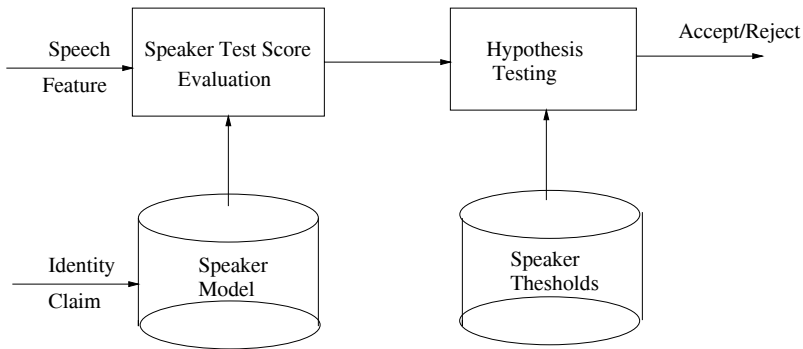 Speech
Feature
Speaker Test Score
Evaluation
Hypothesis
Testing
Accept/Reject
Identity
Claim
Speaker
Model
Speaker
Thesholds